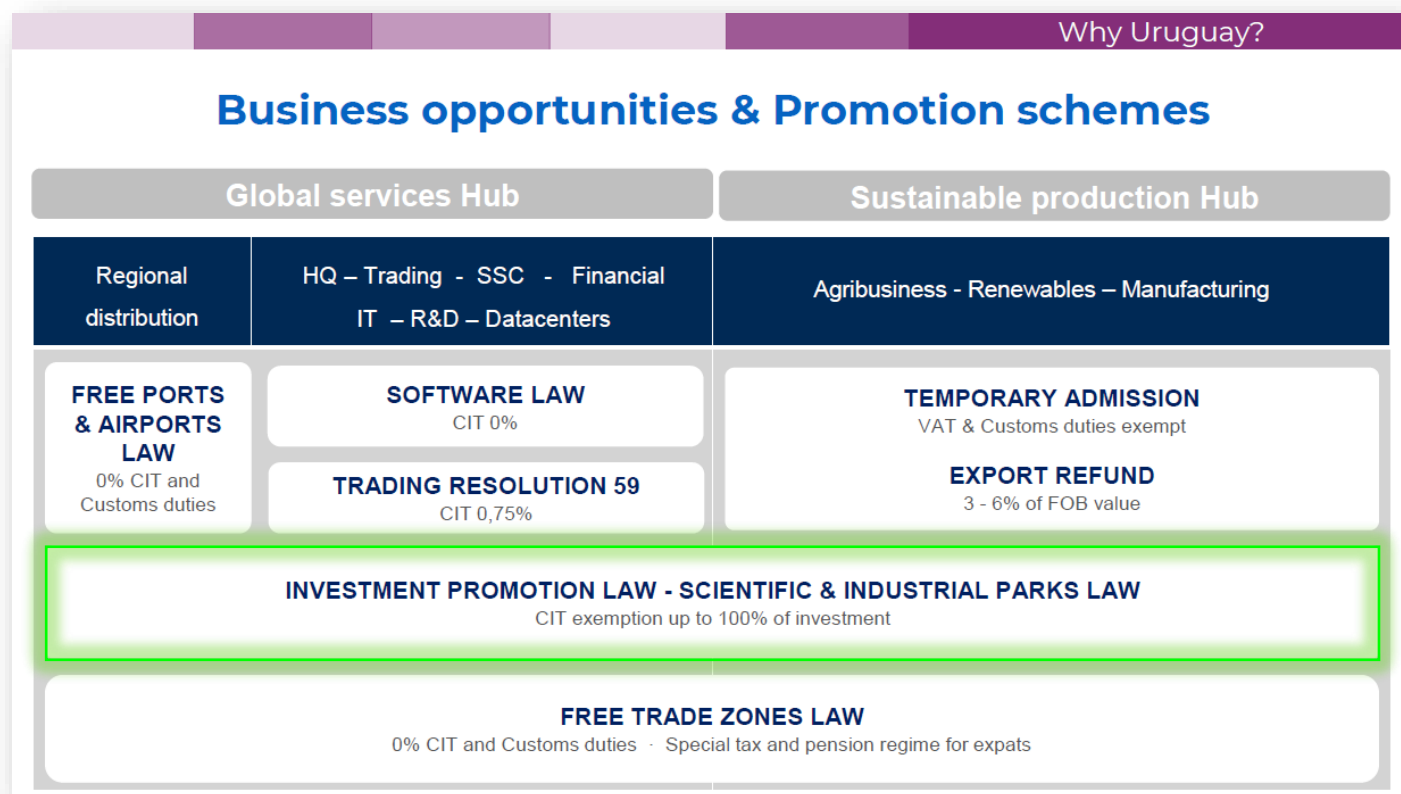 Why Uruguay?
Business opportunities & Promotion schemes
Global services Hub
Sustainable production Hub
Regional
distribution
HQ – Trading - SSC - Financial
IT – R&D – Datacenters
Agribusiness - Renewables – Manufacturing
FREE PORTS
& AIRPORTS
LAW
0% CIT and
Customs duties
SOFTWARE LAW
CIT 0%
TRADING RESOLUTION 59
CIT 0,75%
TEMPORARY ADMISSION
VAT & Customs duties exempt
EXPORT REFUND
3 - 6% of FOB value
INVESTMENT PROMOTION LAW - SCIENTIFIC & INDUSTRIAL PARKS LAW
CIT exemption up to 100% of investment
FREE TRADE ZONES LAW
0% CIT and Customs duties · Special tax and pension regime for expats